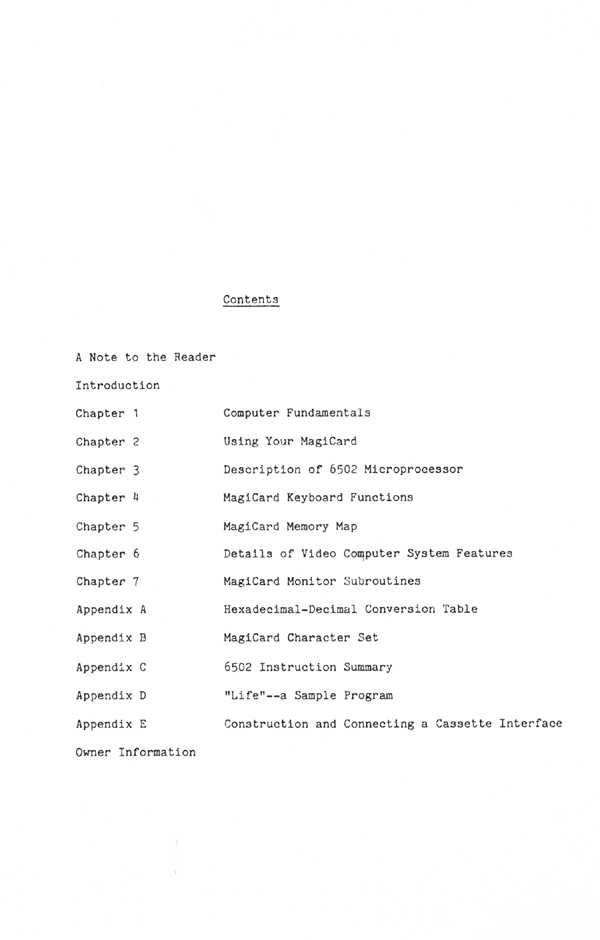 Contents
A Note to the Reader
Introduction
Chapter 1 Computer Fundamentals
Chapter 2 Using Your MagiCard
Chapter 3 Description of 6502 Microprocessor
Chapter 4 MagiCard Keyboard Functions
Chapter 5 MagiCard Memory Map
Chapter 6 Details of Video Computer System Features
Chapter 7 MagiCard Monitor Subroutines
Appendix A Hexadecimal-Decimal Conversion Table
Appendix B MagiCard Character Set
Appendix C 6502 Instruction Summary
Appendix D "Life"--a Sample Program
Appendix E Construction and Connecting a Cassette Interface
Owner Information